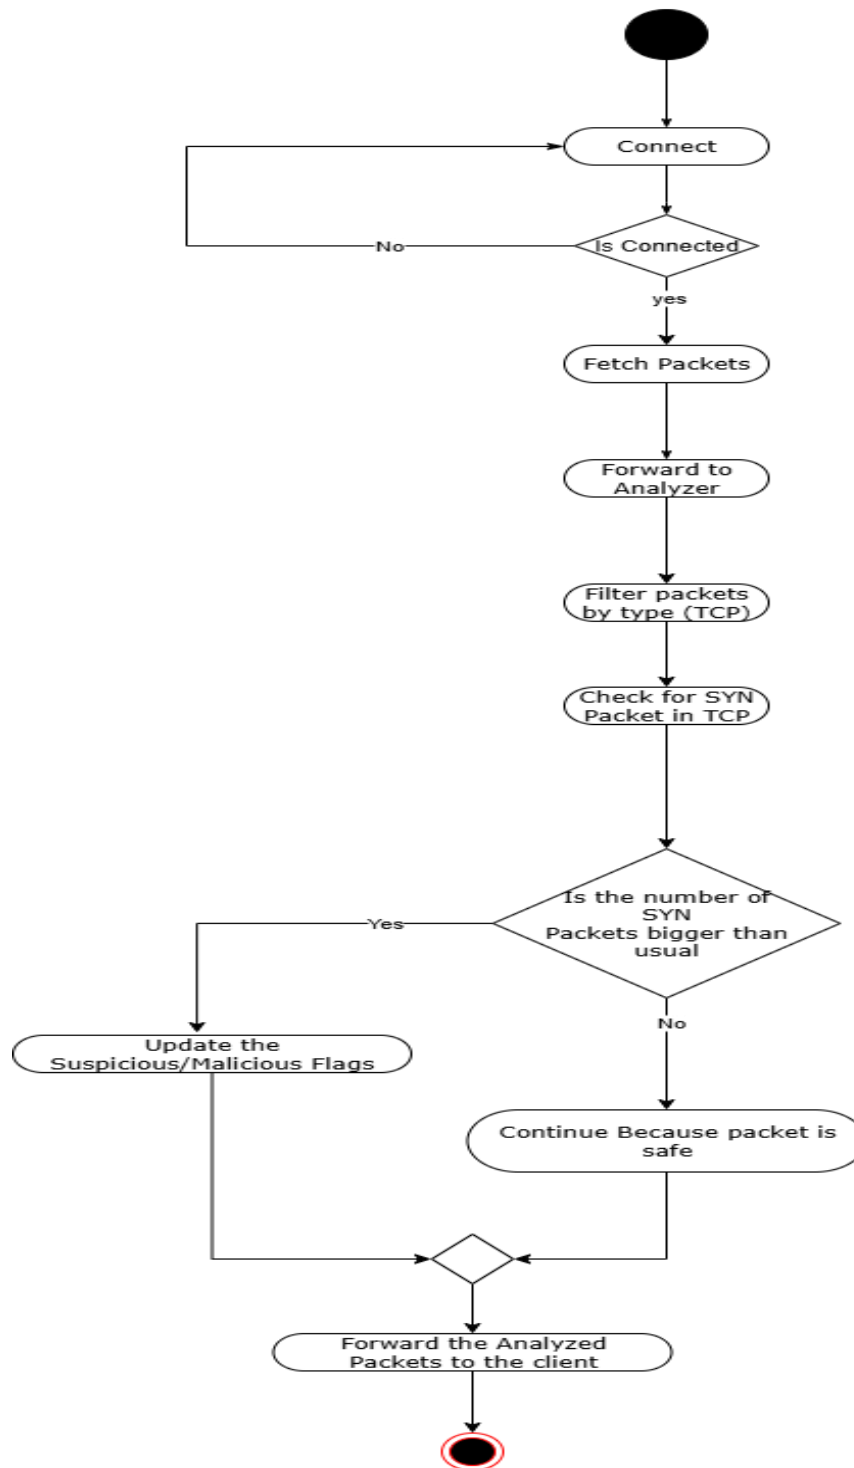 Connect
Is Connected
No
yes
Fetch Packets
Forward to
Analyzer
Filter packets
by type (TCP)
Check for SYN
Packet in TCP
Is the number of
SYN
Packets bigger than
usual
Yes
No
Update the
Suspicious/Malicious Flags
Continue Because packet is
safe
Forward the Analyzed
Packets to the client